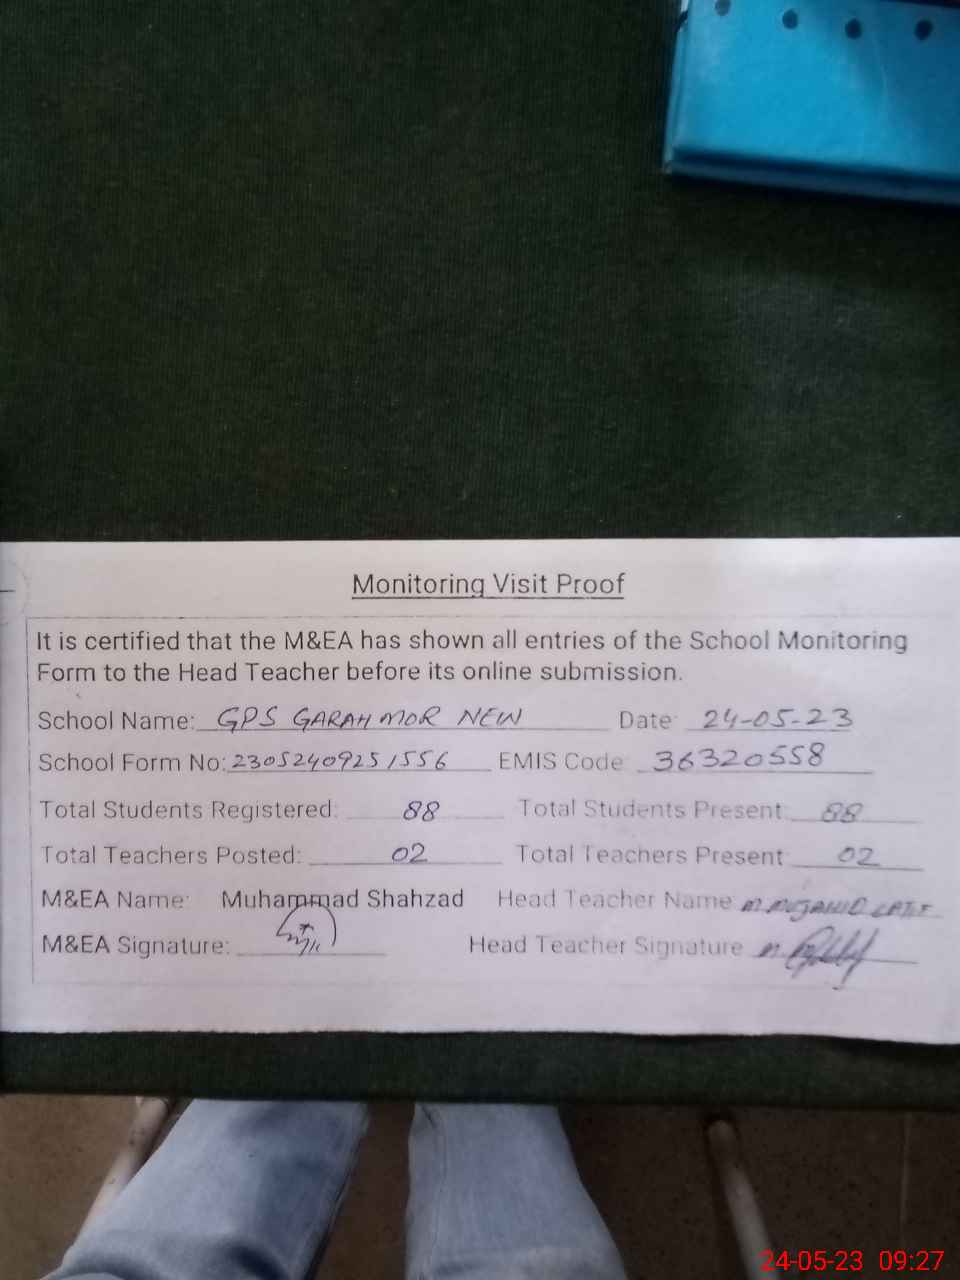 Monitoring Visit Proof
It is certified that the M&EA has shown all entries of the School Monitoring
Form to the Head Teacher before its online submission.
School Name: GPS GARAH MOR NEW Date: 24-05-23
School Form No: 23052409251556 EMIS Code: 36320558
Total Students Registered: 88 Total Students Present: 88
Total Teachers Posted: 02 Total Teachers Present: 02
M&EA Name: Muhammad Shahzad Head Teacher Name M. MUJAHID LATIF
M&EA Signature: Head Teacher Signature
24-05-23 09:27